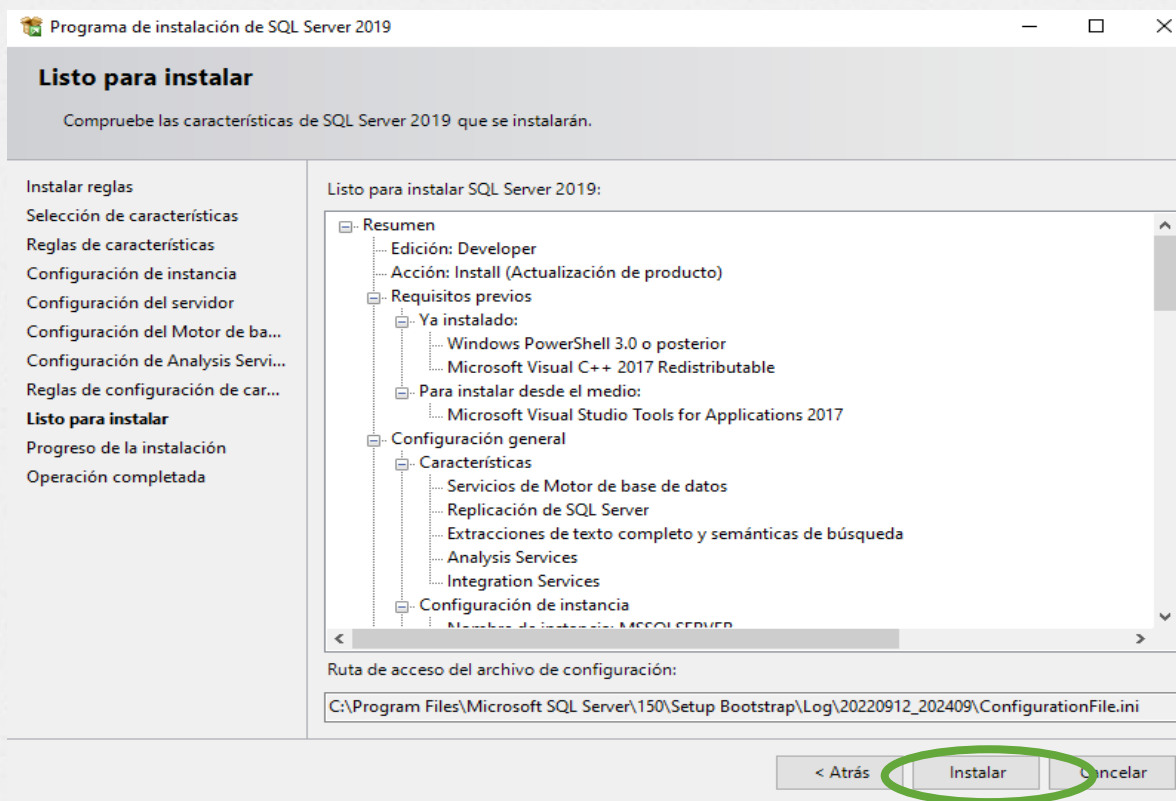 Programa de instalación de SQL Server 2019
Listo para instalar
Compruebe las características de SQL Server 2019 que se instalarán.
Instalar reglas
Selección de características
Reglas de características
Configuración de instancia
Configuración del servidor
Configuración del Motor de ba...
Configuración de Analysis Servi...
Reglas de configuración de car...
Listo para instalar
Progreso de la instalación
Operación completada
Listo para instalar SQL Server 2019:
Resumen
Edición: Developer
Acción: Install (Actualización de producto)
Requisitos previos
Ya instalado:
Windows PowerShell 3.0 o posterior
Microsoft Visual C++ 2017 Redistributable
Para instalar desde el medio:
Microsoft Visual Studio Tools for Applications 2017
Configuración general
Características
Servicios de Motor de base de datos
Replicación de SQL Server
Extracciones de texto completo y semánticas de búsqueda
Analysis Services
Integration Services
Configuración de instancia
Nombre de instancia: MSSQLSERVER
Ruta de acceso del archivo de configuración:
C:\Program Files\Microsoft SQL Server\150\Setup Bootstrap\Log\20220912_202409\ConfigurationFile.ini
< Atrás Instalar Cancelar